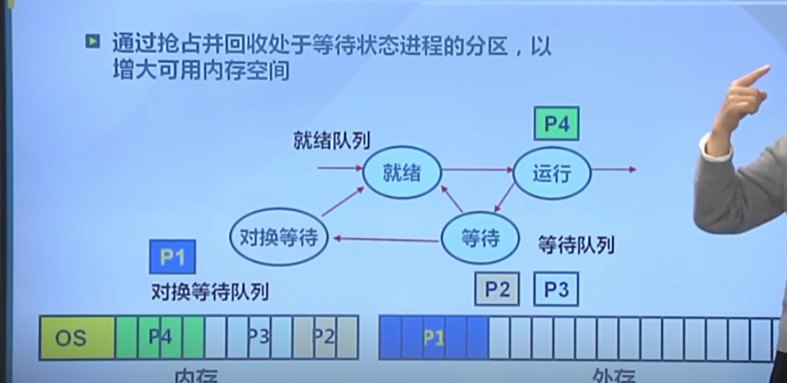 通过抢占并回收处于等待状态进程的分区，以
增大可用内存空间
P4
就绪队列
就绪
运行
对换等待
等待
等待队列
P1
对换等待队列
P2
P3
OS
P4
P3
P2
P1
内存
外存